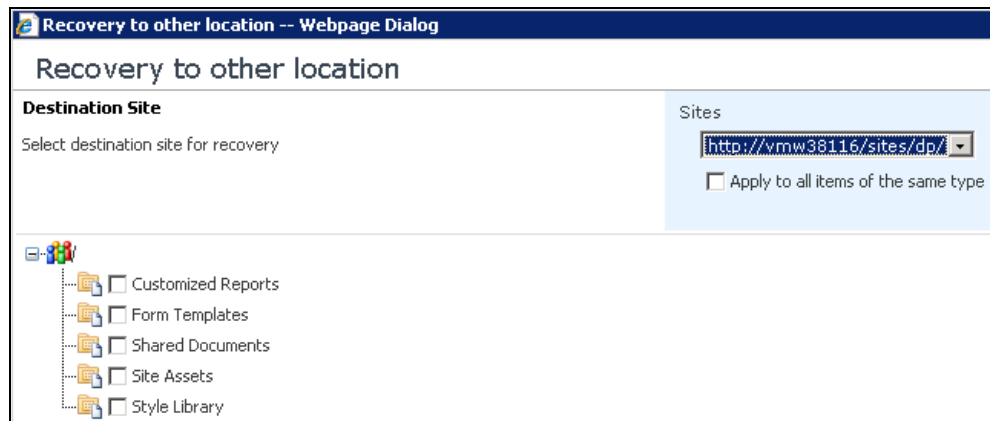 Recovery to other location -- Webpage Dialog
Recovery to other location
Destination Site
Select destination site for recovery
Sites
http://vmw38116/sites/dp/
Apply to all items of the same type
/
Customized Reports
Form Templates
Shared Documents
Site Assets
Style Library